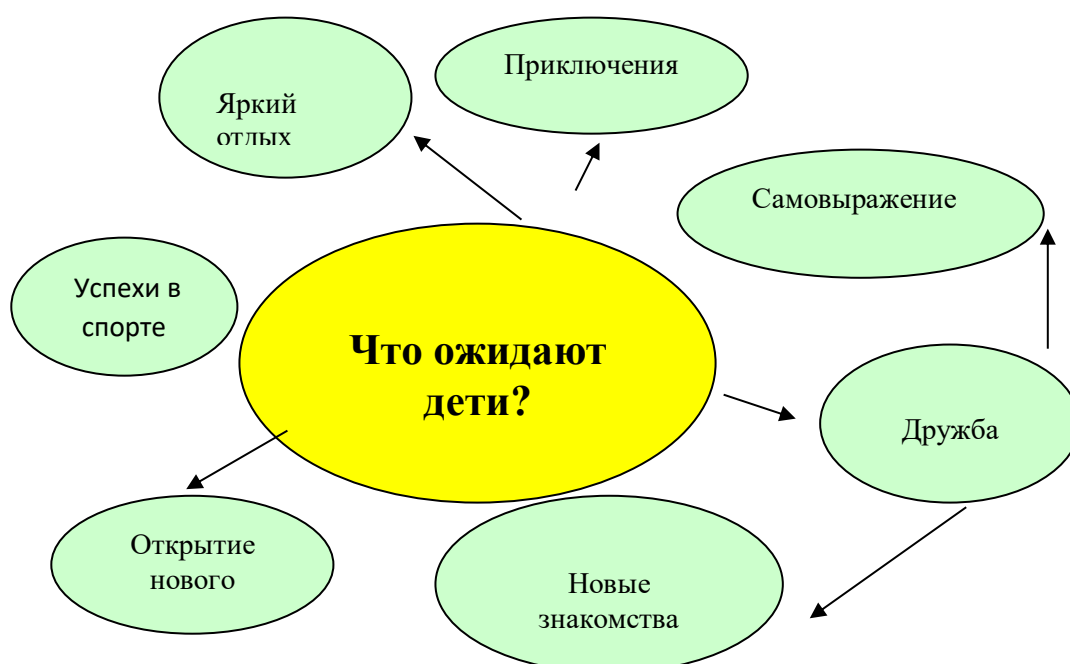 Приключения
Яркий
отдых
Самовыражение
Успехи в
спорте
Что ожидают
дети?
Дружба
Открытие
нового
Новые
знакомства